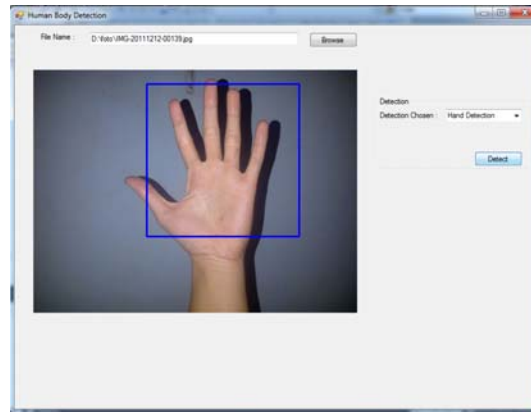 Human Body Detection
File Name : D:\foto\IMG-20111212-00139.jpg Browse
Detection
Detection Chosen : Hand Detection
Detect